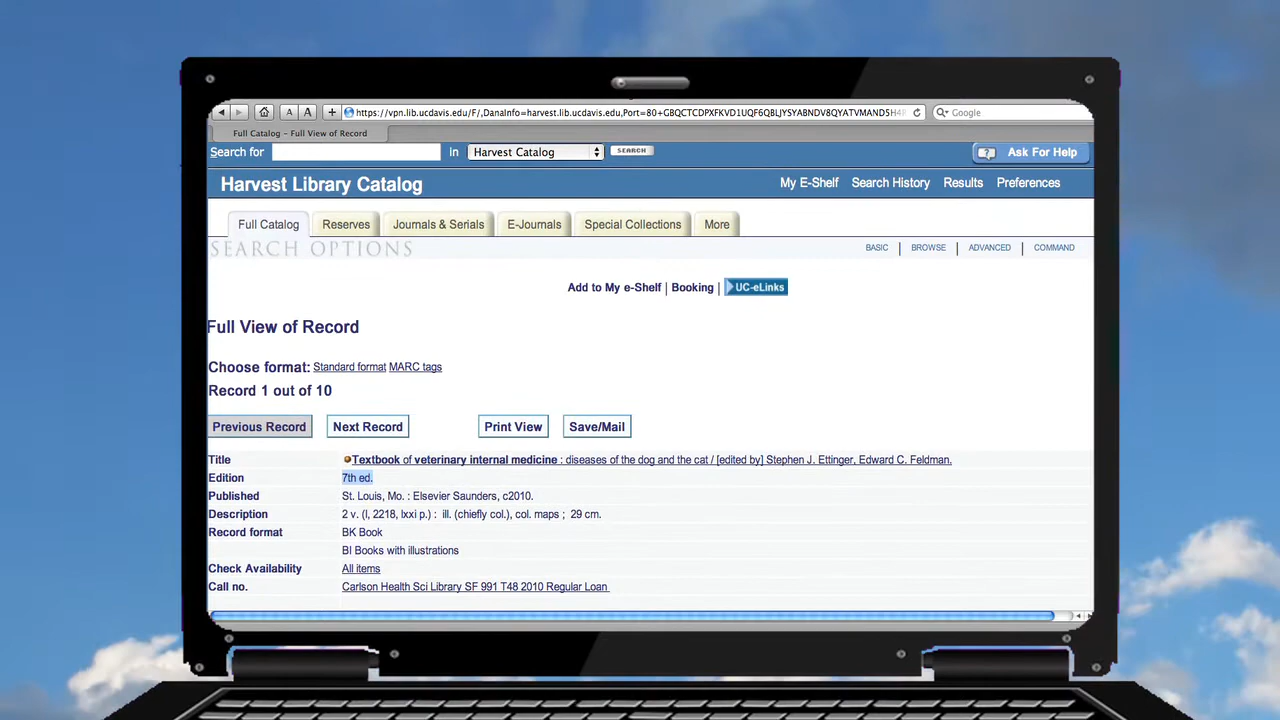 https://vpn.lib.ucdavis.edu/F/,DanaInfo=harvest.lib.ucdavis.edu,Port=80+
Google
Full Catalog – Full View of Record
Search for in Harvest Catalog SEARCH Ask For Help
Harvest Library Catalog My E-Shelf Search History Results Preferences
Full Catalog Reserves Journals & Serials E-Journals Special Collections More
SEARCH OPTIONS BASIC | BROWSE | ADVANCED | COMMAND
Add to My e-Shelf | Booking | UC-eLinks
Full View of Record
Choose format: Standard format MARC tags
Record 1 out of 10
Previous Record Next Record Print View Save/Mail
Title Textbook of veterinary internal medicine : diseases of the dog and the cat / [edited by] Stephen J. Ettinger, Edward C. Feldman.
Edition 7th ed.
Published St. Louis, Mo. : Elsevier Saunders, c2010.
Description 2 v. (l, 2218, lxxi p.) : ill. (chiefly col.), col. maps ; 29 cm.
Record format BK Book
BI Books with illustrations
Check Availability All items
Call no. Carlson Health Sci Library SF 991 T48 2010 Regular Loan